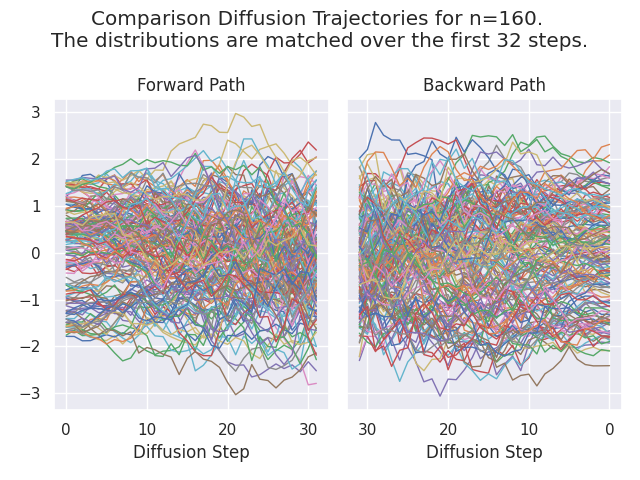 Comparison Diffusion Trajectories for n=160.
The distributions are matched over the first 32 steps.
Forward Path
Backward Path
3
2
1
0
−1
−2
−3
0 10 20 30
30 20 10 0
Diffusion Step
Diffusion Step